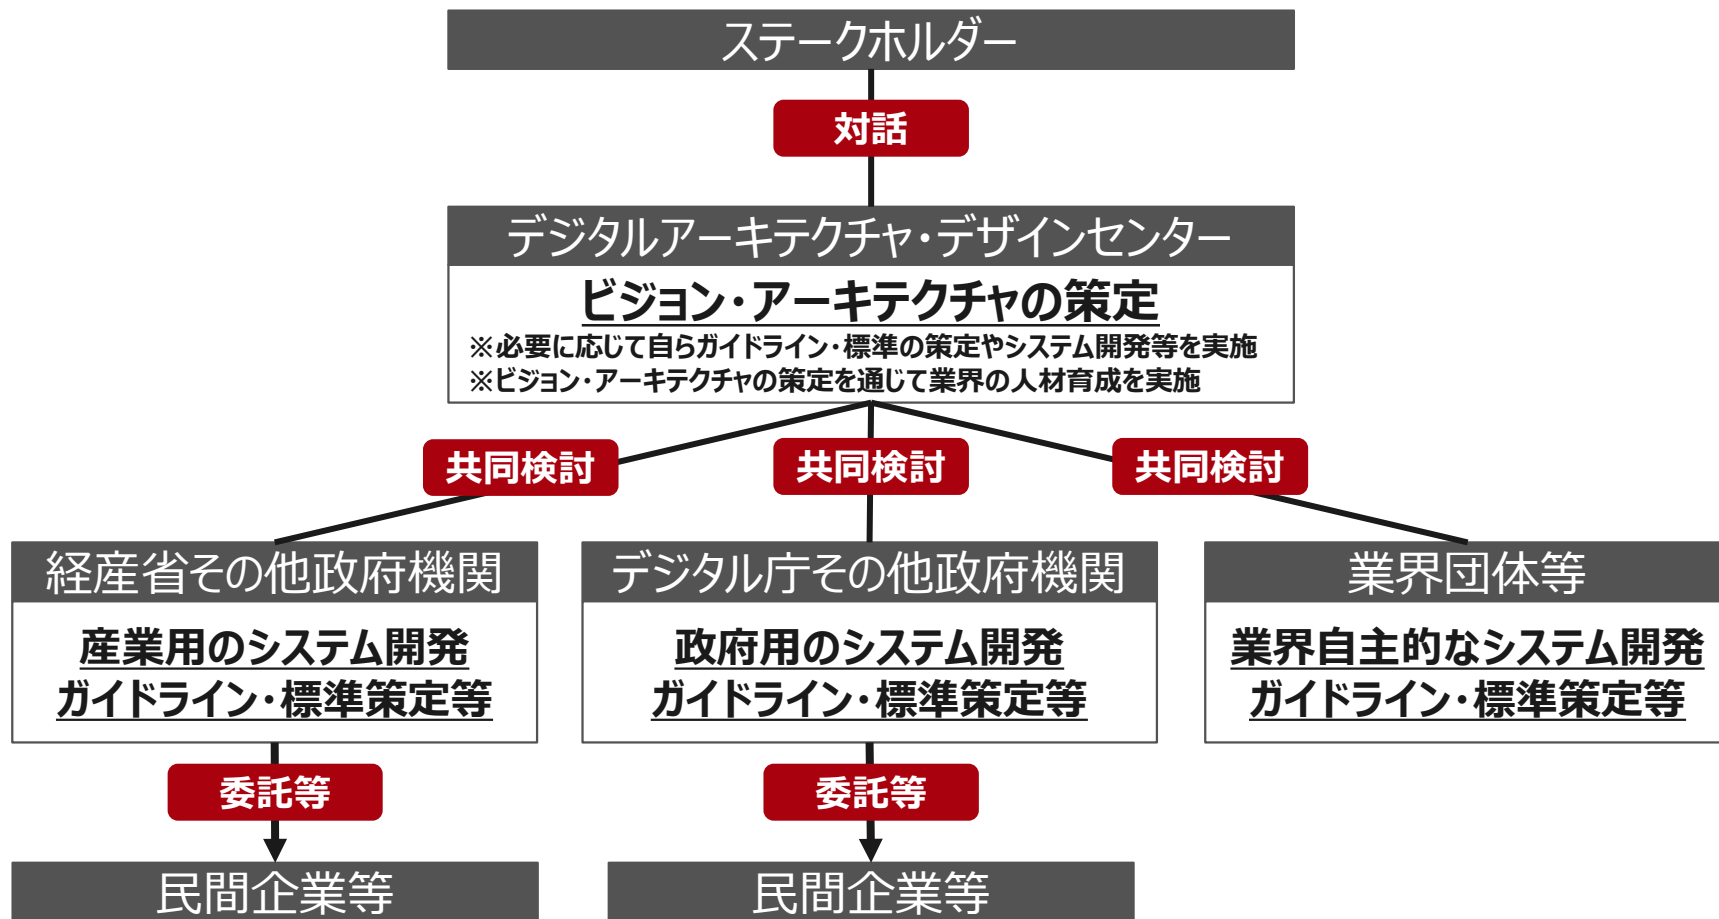 ステークホルダー
対話
デジタルアーキテクチャ・デザインセンター
ビジョン・アーキテクチャの策定
※必要に応じて自らガイドライン・標準の策定やシステム開発等を実施
※ビジョン・アーキテクチャの策定を通じて業界の人材育成を実施
共同検討
共同検討
共同検討
経産省その他政府機関
産業用のシステム開発
ガイドライン・標準策定等
デジタル庁その他政府機関
政府用のシステム開発
ガイドライン・標準策定等
業界団体等
業界自主的なシステム開発
ガイドライン・標準策定等
委託等
委託等
民間企業等
民間企業等